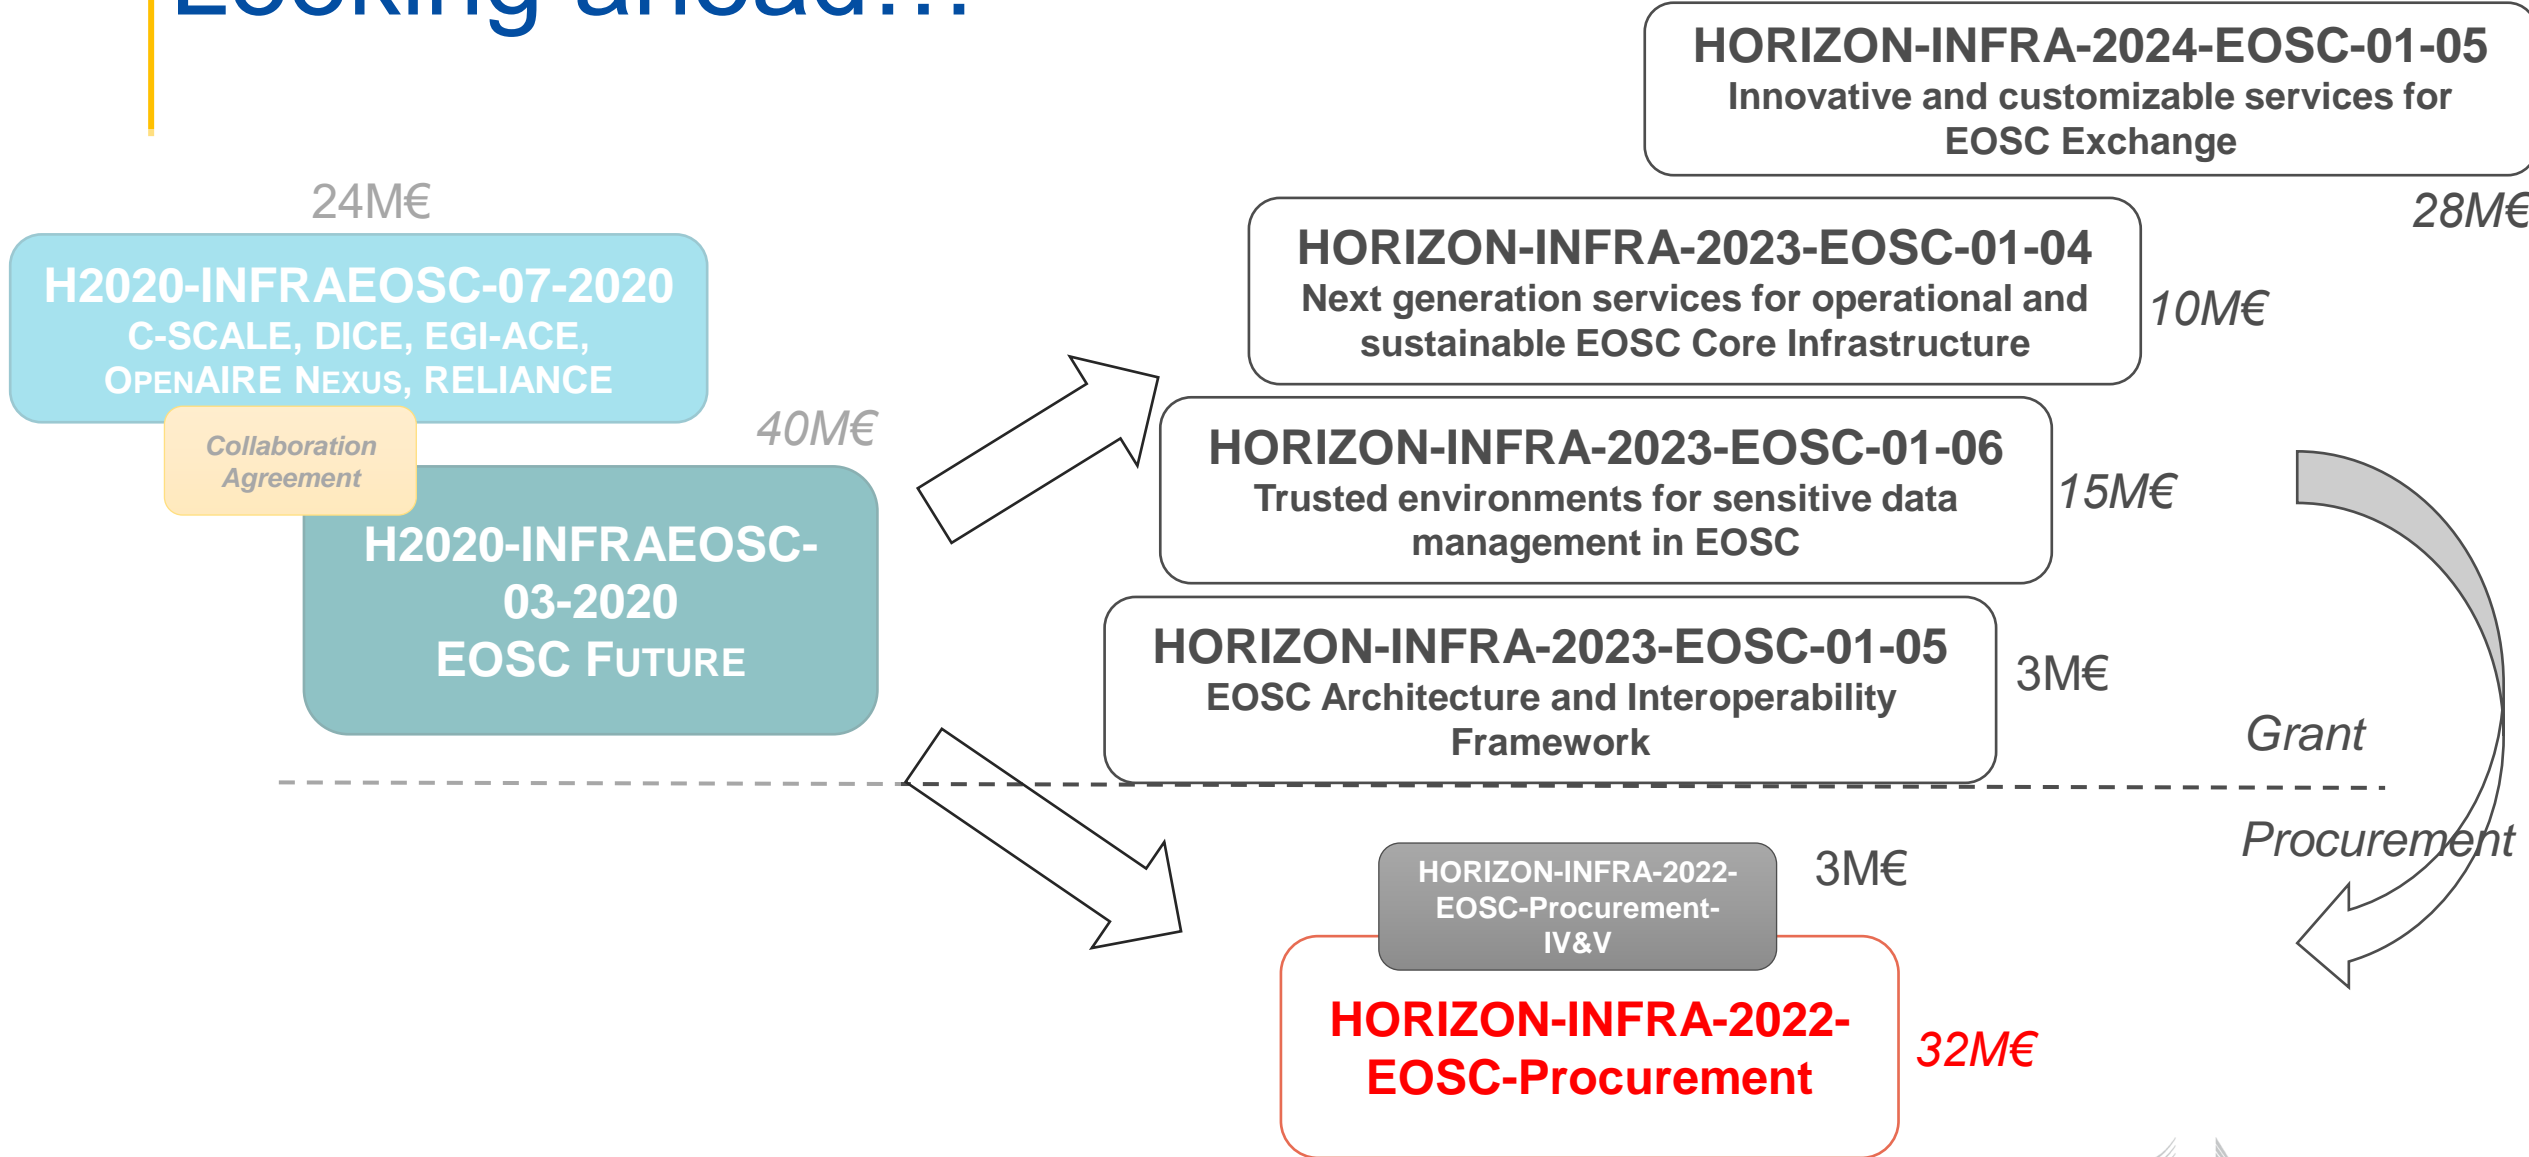 Looking ahead...
HORIZON-INFRA-2024-EOSC-01-05
Innovative and customizable services for
EOSC Exchange
28M€
24M€
H2020-INFRAEOSC-07-2020
C-SCALE, DICE, EGI-ACE,
OPENAIRE NEXUS, RELIANCE
Collaboration
Agreement
40M€
H2020-INFRAEOSC-
03-2020
EOSC FUTURE
HORIZON-INFRA-2023-EOSC-01-04
Next generation services for operational and
sustainable EOSC Core Infrastructure
10M€
HORIZON-INFRA-2023-EOSC-01-06
Trusted environments for sensitive data
management in EOSC
15M€
HORIZON-INFRA-2023-EOSC-01-05
EOSC Architecture and Interoperability
Framework
3M€
Grant
Procurement
HORIZON-INFRA-2022-
EOSC-Procurement-
IV&V
3M€
HORIZON-INFRA-2022-
EOSC-Procurement
32M€